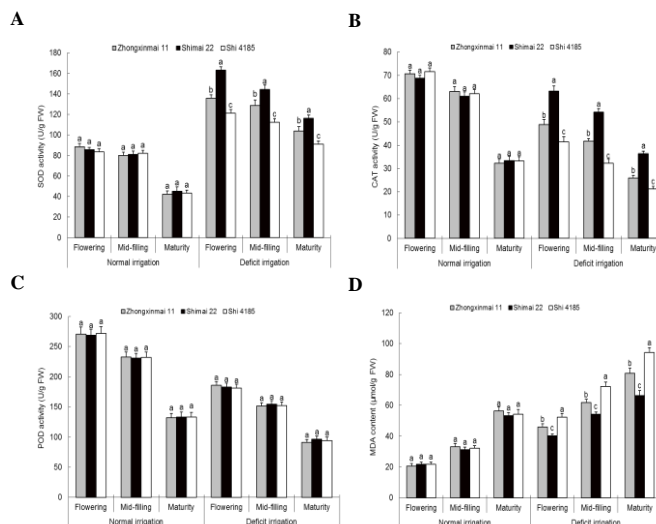 A
Zhongxinmai 11 Shimai 22 Shi 4185
SOD activity (U/g FW)
180
160
140
120
100
80
60
40
20
0
a a a a a a a a a b a c b a c b a c
Flowering Mid-filling Maturity Flowering Mid-filling Maturity
Normal irrigation Deficit irrigation
B
Zhongxinmai 11 Shimai 22 Shi 4185
CAT activity (U/g FW)
80
70
60
50
40
30
20
10
0
a a a a a a a a a b a c b a c b a c
Flowering Mid-filling Maturity Flowering Mid-filling Maturity
Normal irrigation Deficit irrigation
C
Zhongxinmai 11 Shimai 22 Shi 4185
POD activity (U/g FW)
300
250
200
150
100
50
0
a a a a a a a a a a a a a a a a a a
Flowering Mid-filling Maturity Flowering Mid-filling Maturity
Normal irrigation Deficit irrigation
D
Zhongxinmai 11 Shimai 22 Shi 4185
MDA content (μmol/g FW)
120
100
80
60
40
20
0
a a a a a a a a a b c a b c a b c a
Flowering Mid-filling Maturity Flowering Mid-filling Maturity
Normal irrigation Deficit irrigation